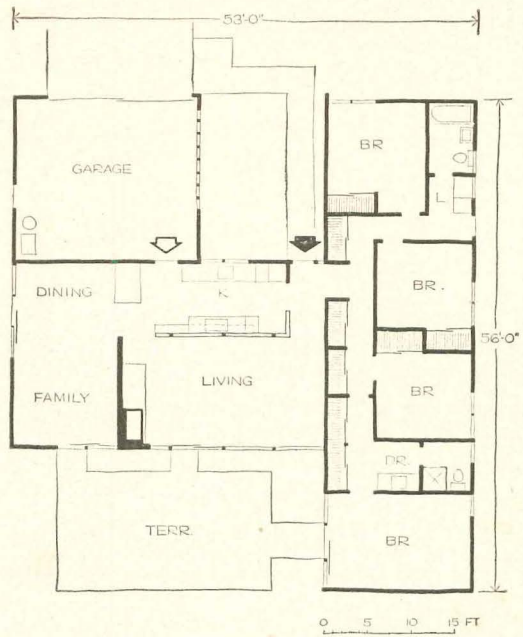 53'-0"
BR
GARAGE
L
DINING
K
BR.
56'-0"
LIVING
FAMILY
BR
DR.
TERR.
BR
0 5 10 15 FT